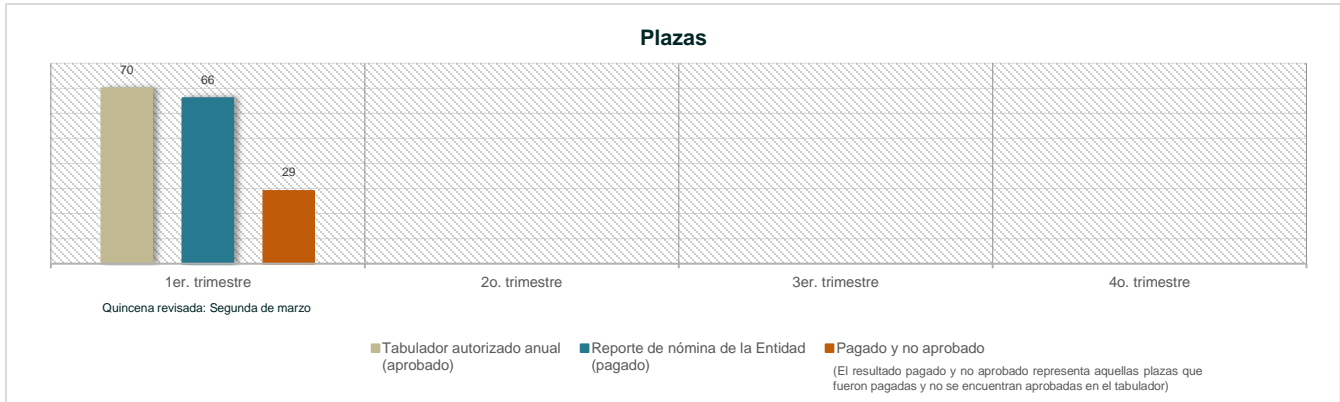 Plazas
70
66
29
1er. trimestre
2o. trimestre
3er. trimestre
4o. trimestre
Quincena revisada: Segunda de marzo
Tabulador autorizado anual
(aprobado)
Reporte de nómina de la Entidad
(pagado)
Pagado y no aprobado
(El resultado pagado y no aprobado representa aquellas plazas que
fueron pagadas y no se encuentran aprobadas en el tabulador)